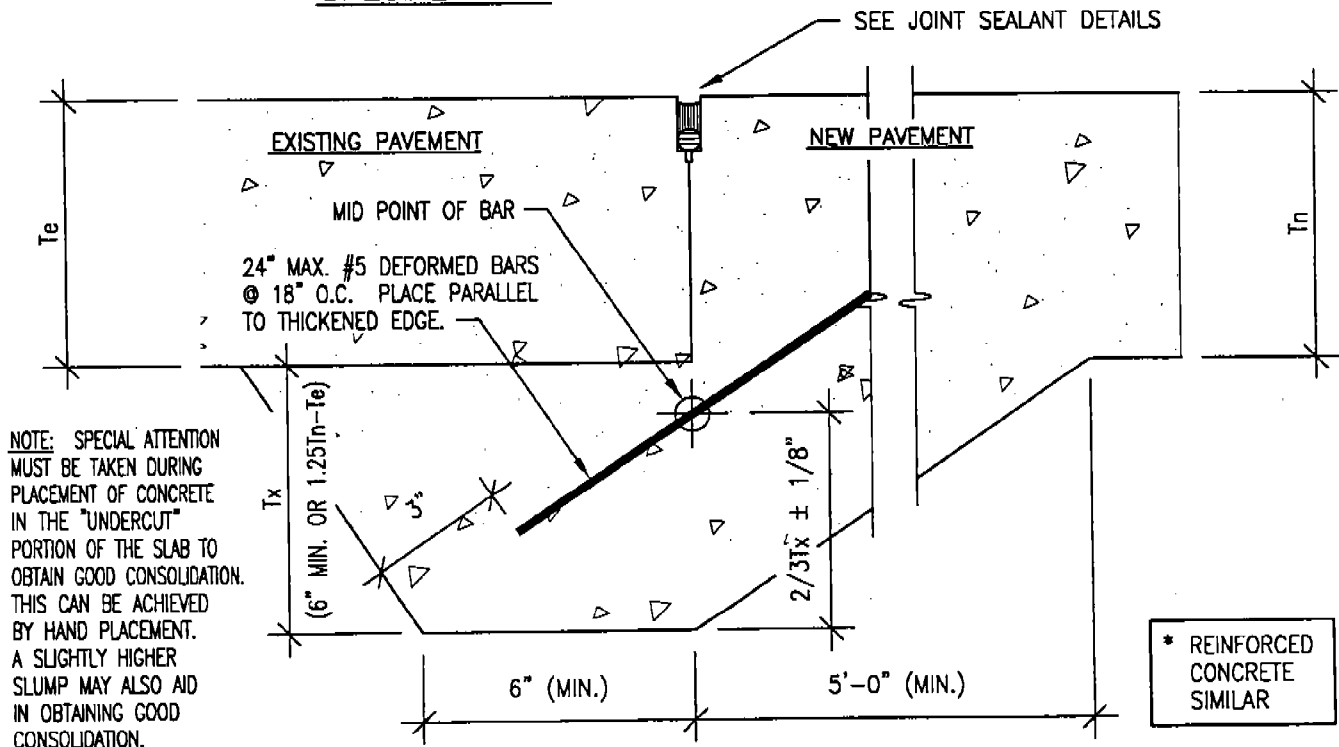 SEE JOINT SEALANT DETAILS
EXISTING PAVEMENT
NEW PAVEMENT
MID POINT OF BAR
24" MAX. #5 DEFORMED BARS
@ 18" O.C. PLACE PARALLEL
TO THICKENED EDGE.
Te
Tn
NOTE: SPECIAL ATTENTION
MUST BE TAKEN DURING
PLACEMENT OF CONCRETE
IN THE "UNDERCUT"
PORTION OF THE SLAB TO
OBTAIN GOOD CONSOLIDATION.
THIS CAN BE ACHIEVED
BY HAND PLACEMENT.
A SLIGHTLY HIGHER
SLUMP MAY ALSO AID
IN OBTAINING GOOD
CONSOLIDATION.
Tx
(6" MIN. OR 1.25Tn-Te)
3"
2/3Tx ± 1/8"
6" (MIN.)
5'-0" (MIN.)
* REINFORCED
CONCRETE
SIMILAR